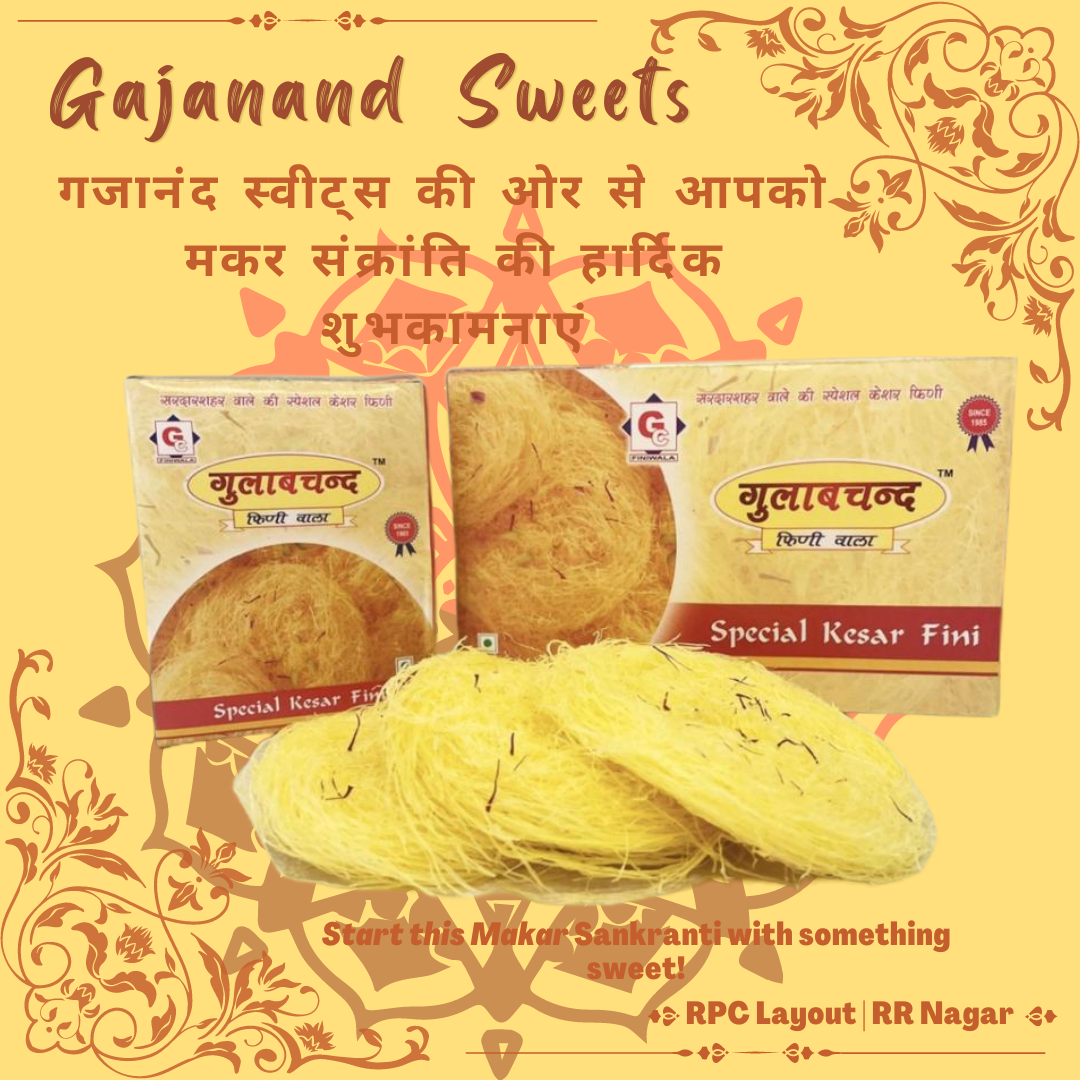 Gajanand Sweets
गजानंद स्वीट्स की ओर से आपको
मकर संक्रांति की हार्दिक
शुभकामनाएं
सरदारशहर वाले की स्पेशल केशर फिणी
GC
FINIWALA
गुलाबचन्द TM
फिणी वाला
SINCE
1985
Special Kesar Fini
सरदारशहर वाले की स्पेशल केशर फिणी
GC
FINIWALA
SINCE
1985
गुलाबचन्द TM
फिणी वाला
Special Kesar Fini
Start this Makar Sankranti with something
sweet!
RPC Layout | RR Nagar